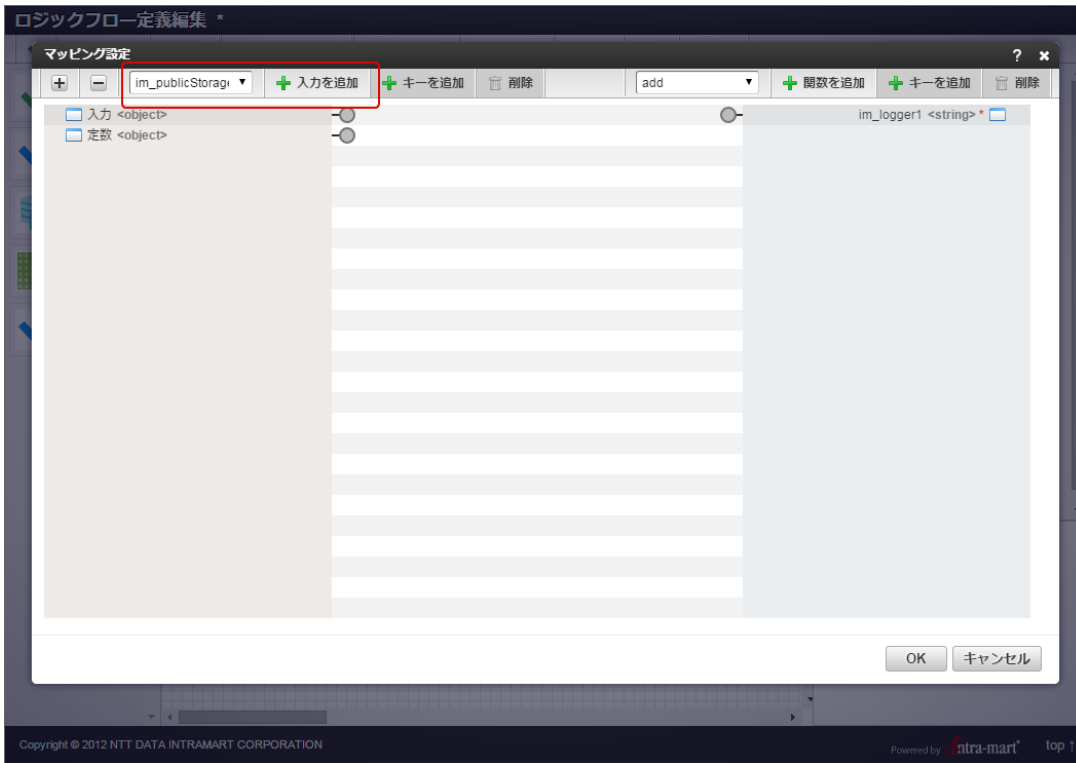 ロジックフロー定義編集 *
マッピング設定 ?
im_publicStorag ▼ 入力を追加 キーを追加 削除 add ▼ 関数を追加 キーを追加 削除
入力 <object> im_logger1 <string> *
定数 <object>
OK キャンセル
Copyright © 2012 NTT DATA INTRAMART CORPORATION Powered by intra-mart top ↑